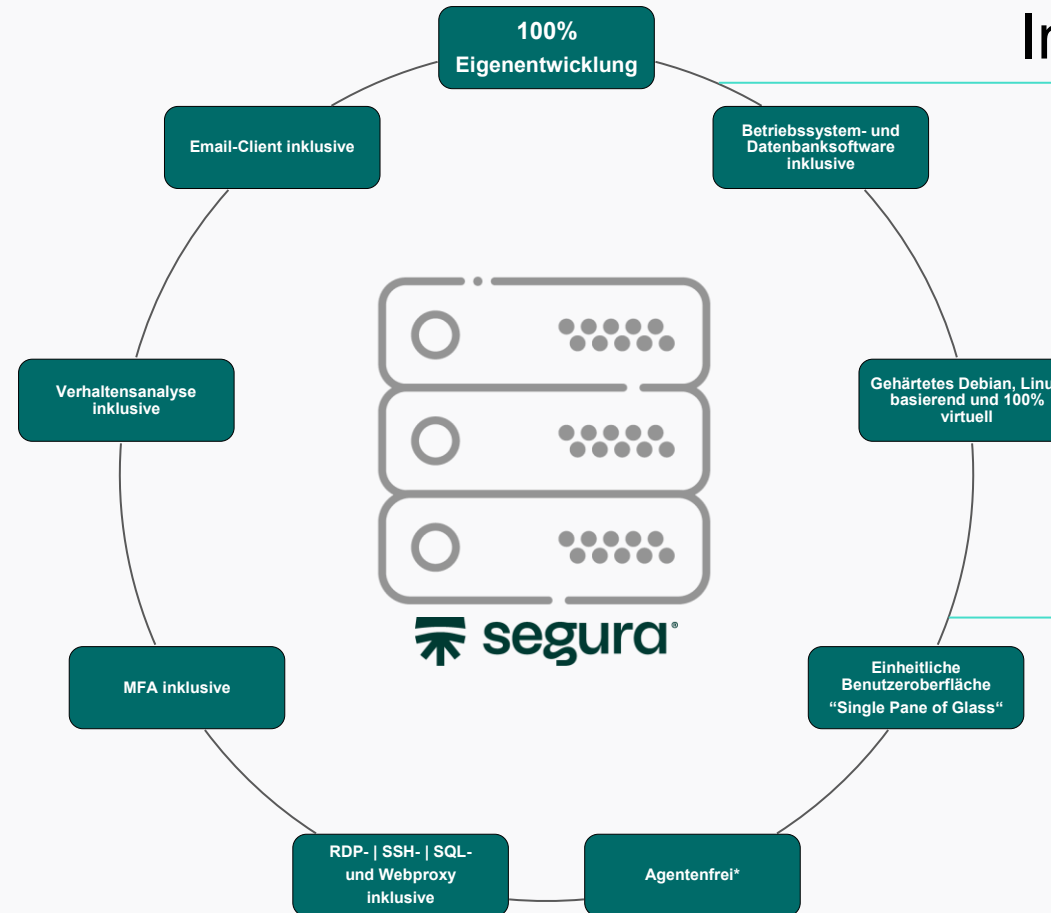 100%
Eigenentwicklung
Betriebssystem- und
Datenbanksoftware
inklusive
Gehärtetes Debian,
basierend und 100%
virtuell
Einheitliche
Benutzeroberfläche
“Single Pane of Glass“
Agentenfrei*
RDP- | SSH- | SQL-
und Webproxy
inklusive
MFA inklusive
Verhaltensanalyse
inklusive
Email-Client inklusive
segura®